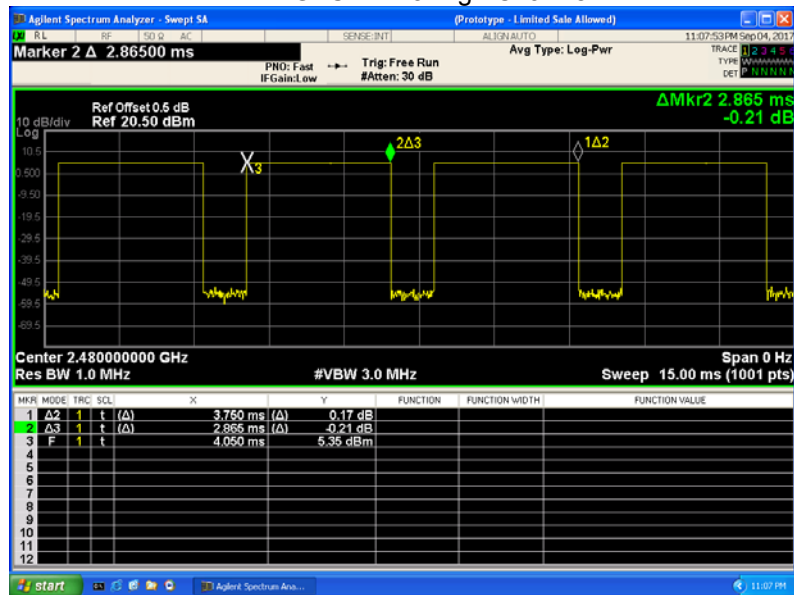 Agilent Spectrum Analyzer - Swept SA (Prototype - Limited Sale Allowed)
RL RF 50 Ω AC SENSE:INT ALIGN AUTO 11:07:53 PM Sep 04, 2017
Marker 2 Δ 2.86500 ms
PNO: Fast
IFGain:Low
Trig: Free Run
#Atten: 30 dB
Avg Type: Log-Pwr
TRACE 1 2 3 4 5 6
TYPE
DET P N N N N
ΔMkr2 2.865 ms
-0.21 dB
Ref Offset 0.5 dB
10 dB/div Ref 20.50 dBm
Log
10.5
0.500
-9.50
-19.5
-29.5
-39.5
-49.5
-59.5
-69.5
X3
2Δ3
1Δ2
Center 2.480000000 GHz Span 0 Hz
Res BW 1.0 MHz #VBW 3.0 MHz Sweep 15.00 ms (1001 pts)
MKR MODE TRC SCL X Y FUNCTION FUNCTION WIDTH FUNCTION VALUE
1 Δ2 1 t (Δ) 3.750 ms (Δ) 0.17 dB
2 Δ3 1 t (Δ) 2.865 ms (Δ) -0.21 dB
3 F 1 t 4.050 ms 5.35 dBm
4
5
6
7
8
9
10
11
12
start Agilent Spectrum Ana... 11:07 PM